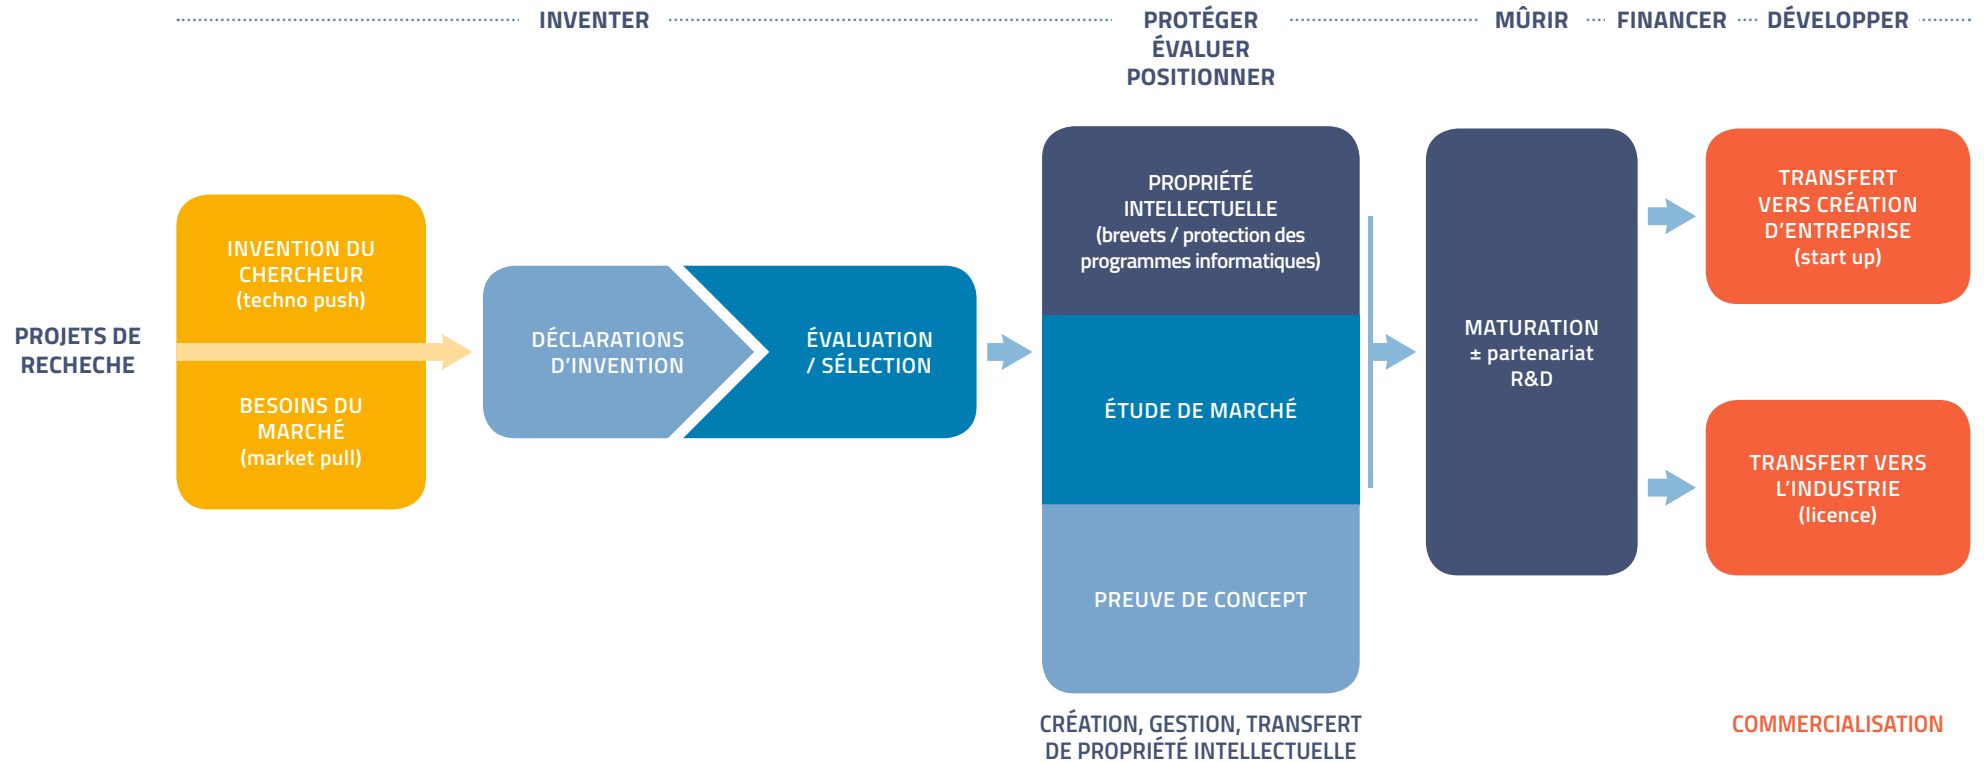 INVENTER
PROTÉGER
ÉVALUER
POSITIONNER
MÛRIR
FINANCER
DÉVELOPPER
PROJETS DE
RECHECHE
INVENTION DU
CHERCHEUR
(techno push)
BESOINS DU
MARCHÉ
(market pull)
DÉCLARATIONS
D’INVENTION
ÉVALUATION
/ SÉLECTION
PROPRIÉTÉ
INTELLECTUELLE
(brevets / protection des
programmes informatiques)
ÉTUDE DE MARCHÉ
PREUVE DE CONCEPT
CRÉATION, GESTION, TRANSFERT
DE PROPRIÉTÉ INTELLECTUELLE
MATURATION
± partenariat
R&D
TRANSFERT
VERS CRÉATION
D’ENTREPRISE
(start up)
TRANSFERT VERS
L’INDUSTRIE
(licence)
COMMERCIALISATION